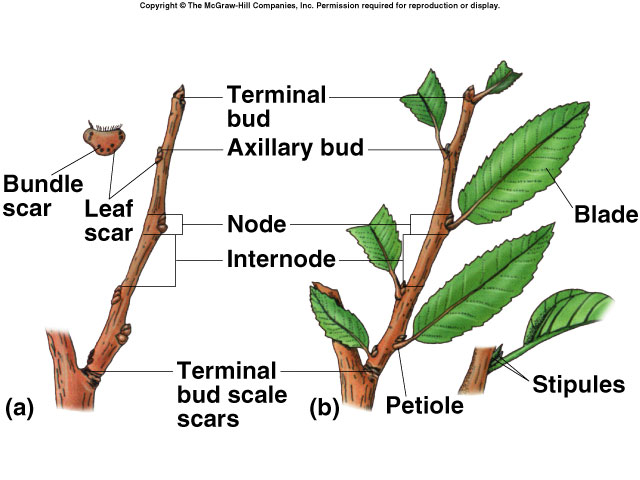 Copyright © The McGraw-Hill Companies, Inc. Permission required for reproduction or display.
Terminal
bud
Axillary bud
Bundle
scar
Leaf
scar
Node
Internode
Blade
Terminal
bud scale
scars
Stipules
Petiole
(a)
(b)